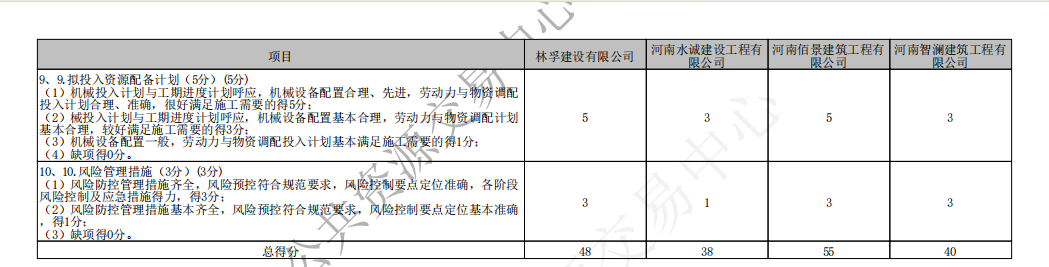 项目
林孚建设有限公司
河南水诚建设工程有
限公司
河南佰景建筑工程有
限公司
河南智澜建筑工程有
限公司
9、9.拟投入资源配备计划（5分）(5分)
（1）机械投入计划与工期进度计划呼应，机械设备配置合理、先进，劳动力与物资调配
投入计划合理、准确，很好满足施工需要的得5分；
（2）械投入计划与工期进度计划呼应，机械设备配置基本合理，劳动力与物资调配计划
基本合理，较好满足施工需要的得3分；
（3）机械设备配置一般，劳动力与物资调配投入计划基本满足施工需要的得1分；
（4）缺项得0分。
5
3
5
3
10、10.风险管理措施（3分）(3分)
（1）风险防控管理措施齐全，风险预控符合规范要求，风险控制要点定位准确，各阶段
风险控制及应急措施得力，得3分；
（2）风险防控管理措施基本齐全，风险预控符合规范要求，风险控制要点定位基本准确
，得1分；
（3）缺项得0分。
3
1
3
3
总得分
48
38
55
40
公共资源交易中心
交易中心